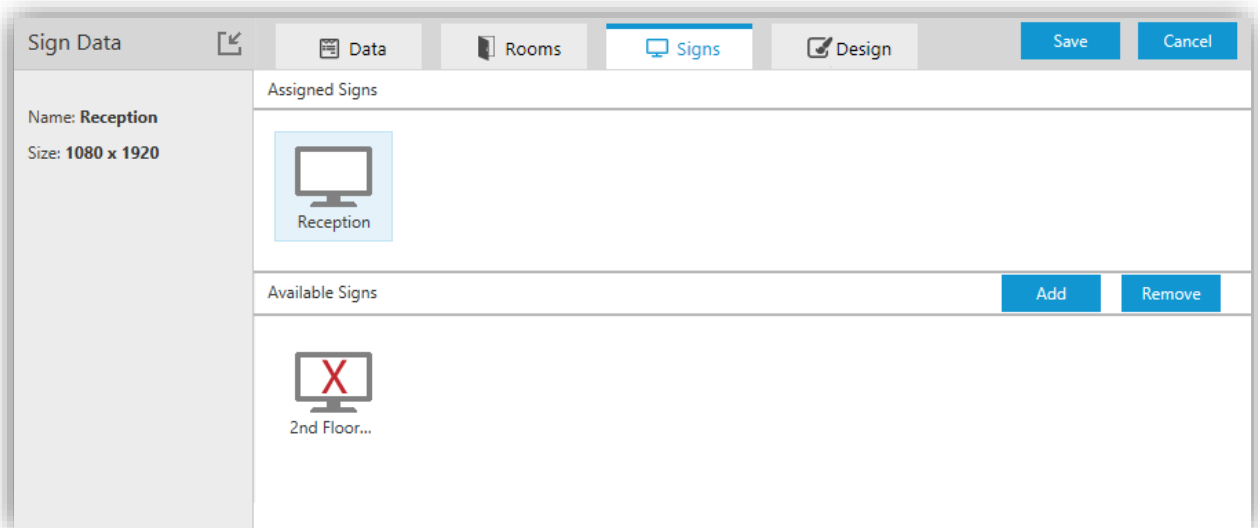 Sign Data
Data
Rooms
Signs
Design
Save
Cancel
Name: Reception
Size: 1080 x 1920
Assigned Signs
Reception
Available Signs
Add
Remove
X
2nd Floor...